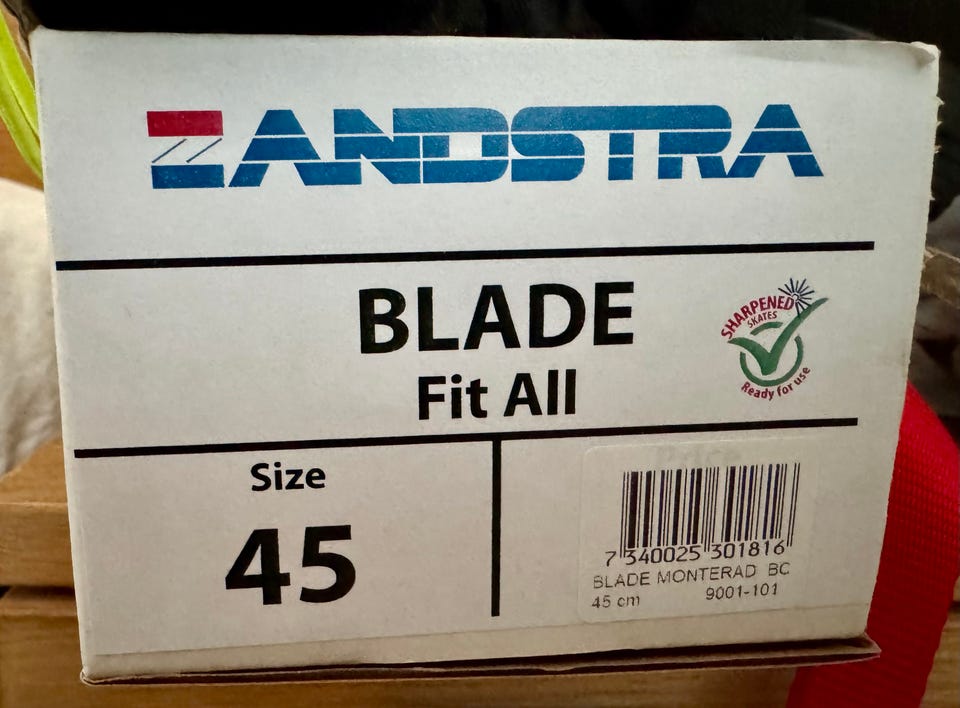 ZANDSTRA
BLADE
Fit All
SHARPENED
SKATES
Ready for use
Size
45
Price
7 340025 301816
BLADE MONTERAD BC
45 cm 9001-101